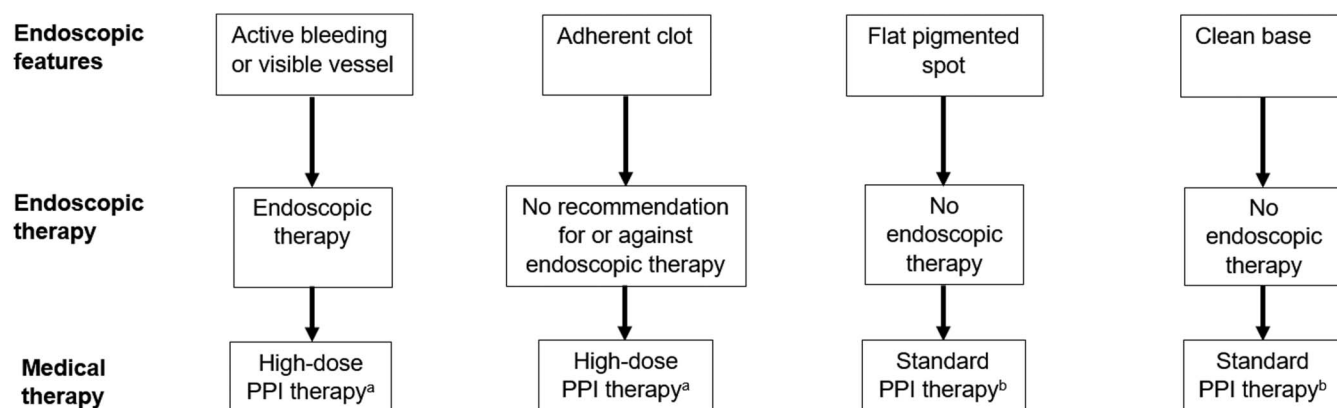 Endoscopic
features
Active bleeding
or visible vessel
Adherent clot
Flat pigmented
spot
Clean base
Endoscopic
therapy
Endoscopic
therapy
No recommendation
for or against
endoscopic therapy
No
endoscopic
therapy
No
endoscopic
therapy
Medical
therapy
High-dose
PPI therapyᵃ
High-dose
PPI therapyᵃ
Standard
PPI therapyᵇ
Standard
PPI therapyᵇ